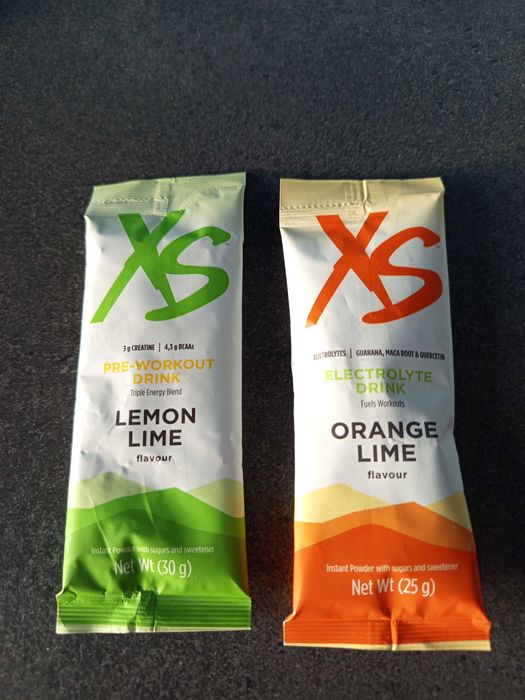 XS™
3 g CREATINE | 4,3 g BCAAs
PRE-WORKOUT
DRINK
Triple Energy Blend
LEMON
LIME
flavour
Instant Powder with sugars and sweetener
Net Wt (30 g)
XS™
ELECTROLYTES | GUARANA, MACA ROOT & QUERCETIN
ELECTROLYTE
DRINK
Fuels Workouts
ORANGE
LIME
flavour
Instant Powder with sugars and sweetener
Net Wt (25 g)